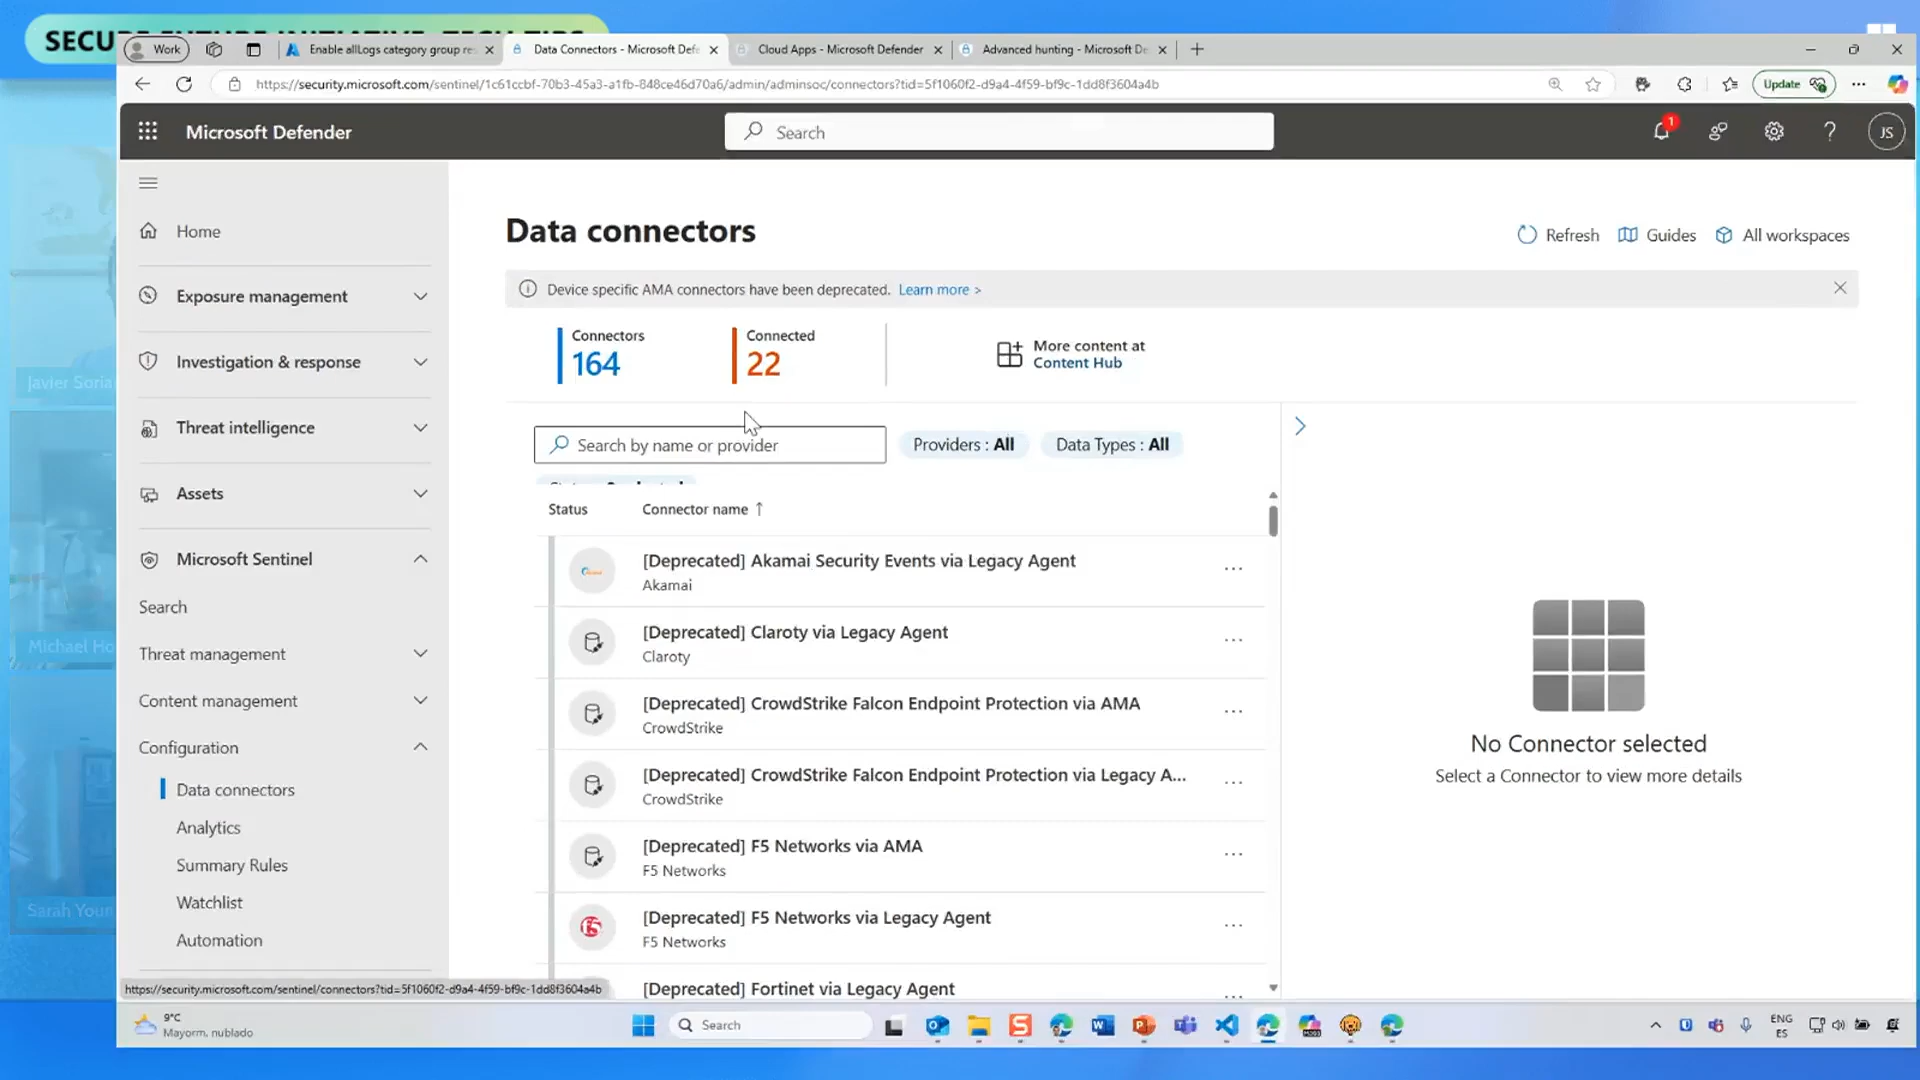 Work
Enable allLogs category group re
Data Connectors - Microsoft Defe
Cloud Apps - Microsoft Defender
Advanced hunting - Microsoft De
https://security.microsoft.com/sentinel/1c61ccbf-70b3-45a3-a1fb-848ce46d70a6/admin/adminsoc/connectors?tid=5f1060f2-d9a4-4f59-bf9c-1dd8f3604a4b
Update
Microsoft Defender
Search
1
JS
Home
Exposure management
Investigation & response
Threat intelligence
Assets
Microsoft Sentinel
Search
Threat management
Content management
Configuration
Data connectors
Analytics
Summary Rules
Watchlist
Automation
https://security.microsoft.com/sentinel/connectors?tid=5f1060f2-d9a4-4f59-bf9c-1dd8f3604a4b
Data connectors
Refresh
Guides
All workspaces
Device specific AMA connectors have been deprecated. Learn more >
Connectors
164
Connected
22
More content at
Content Hub
Search by name or provider
Providers : All
Data Types : All
Status
Connector name ↑
[Deprecated] Akamai Security Events via Legacy Agent
Akamai
[Deprecated] Claroty via Legacy Agent
Claroty
[Deprecated] CrowdStrike Falcon Endpoint Protection via AMA
CrowdStrike
[Deprecated] CrowdStrike Falcon Endpoint Protection via Legacy A...
CrowdStrike
[Deprecated] F5 Networks via AMA
F5 Networks
[Deprecated] F5 Networks via Legacy Agent
F5 Networks
[Deprecated] Fortinet via Legacy Agent
No Connector selected
Select a Connector to view more details
Javier Soria
Michael Ho
Sarah Youn
9°C
Mayorm. nublado
Search
ENG
ES